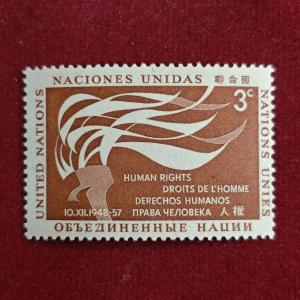 NACIONES UNIDAS 聯合國
3c
UNITED NATIONS
NATIONS UNIES
HUMAN RIGHTS
DROITS DE L'HOMME
DERECHOS HUMANOS
10.XII.1948-57 ПРАВА ЧЕЛОВЕКА 人權
ОБЪЕДИНЕННЫЕ НАЦИИ